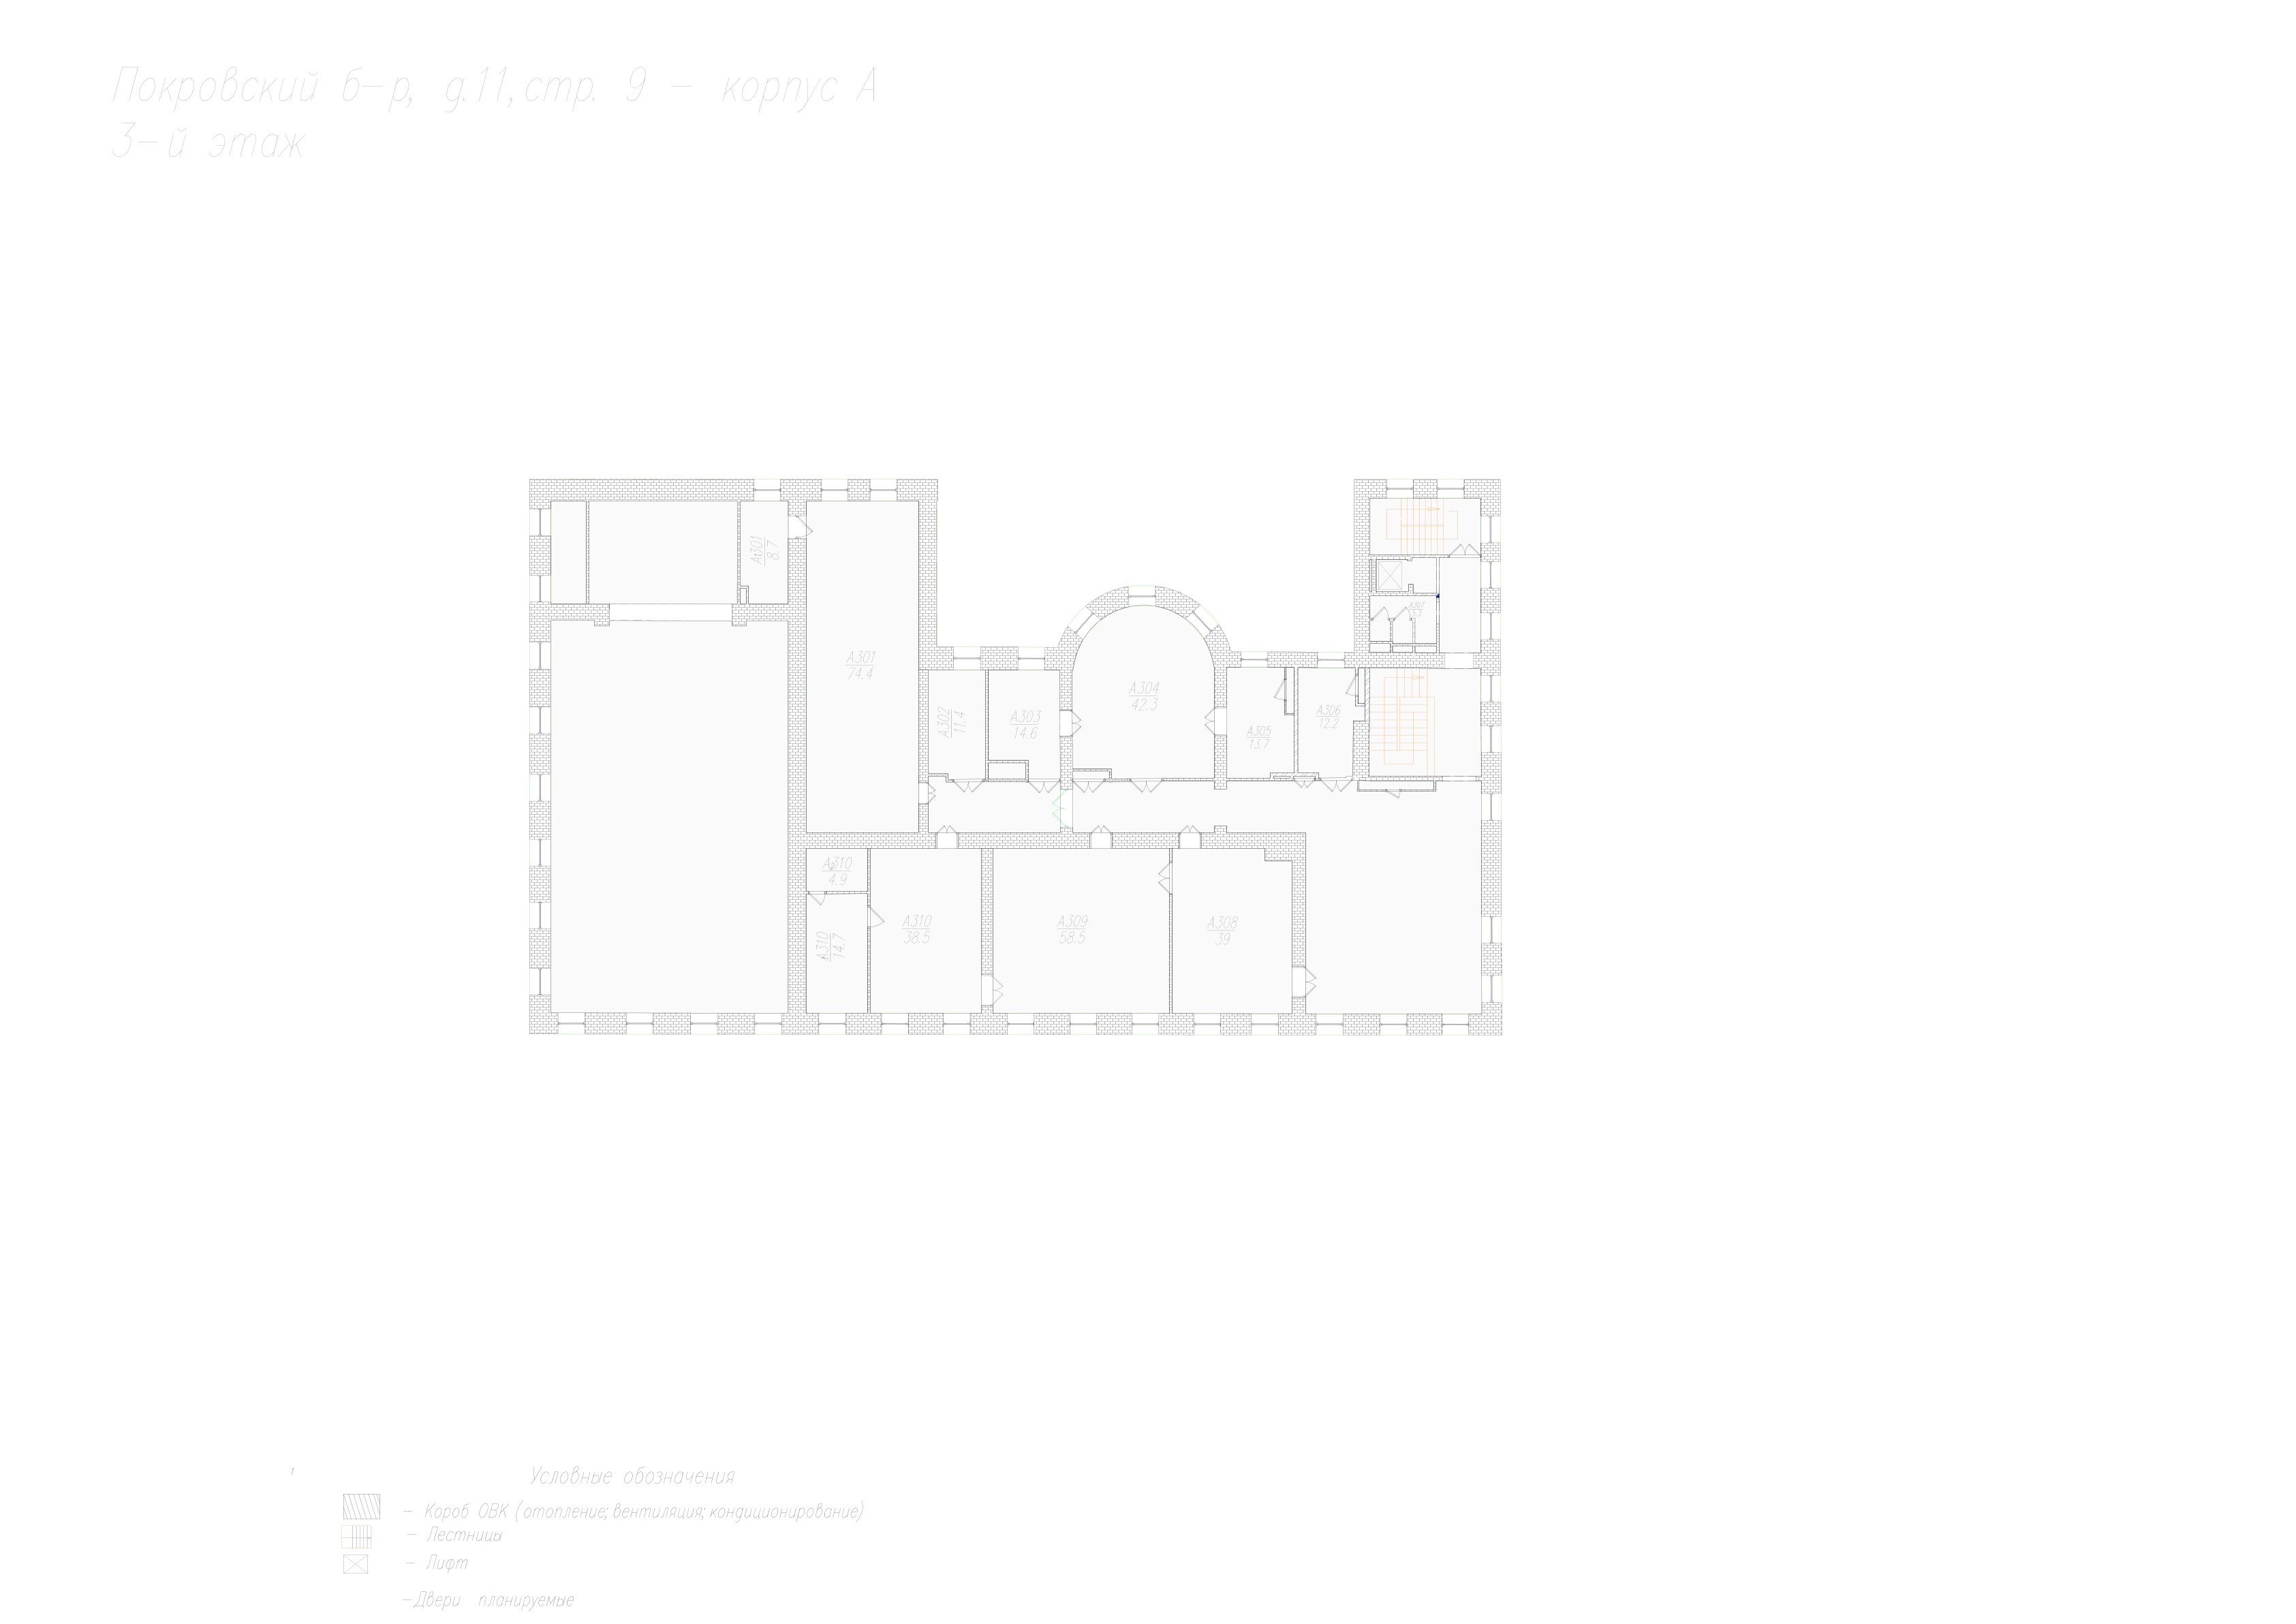 Покровский б-р, д.11,стр. 9 - корпус А
3-й этаж
А301
8.7
А301
74.4
А302
11.4
А303
14.6
А304
42.3
А305
13.7
А306
12.2
А307
А310
4.9
А310
14.7
А310
38.5
А309
58.5
А308
39
1
Условные обозначения
- Короб ОВК (отопление; вентиляция; кондиционирование)
- Лестницы
- Лифт
-Двери планируемые